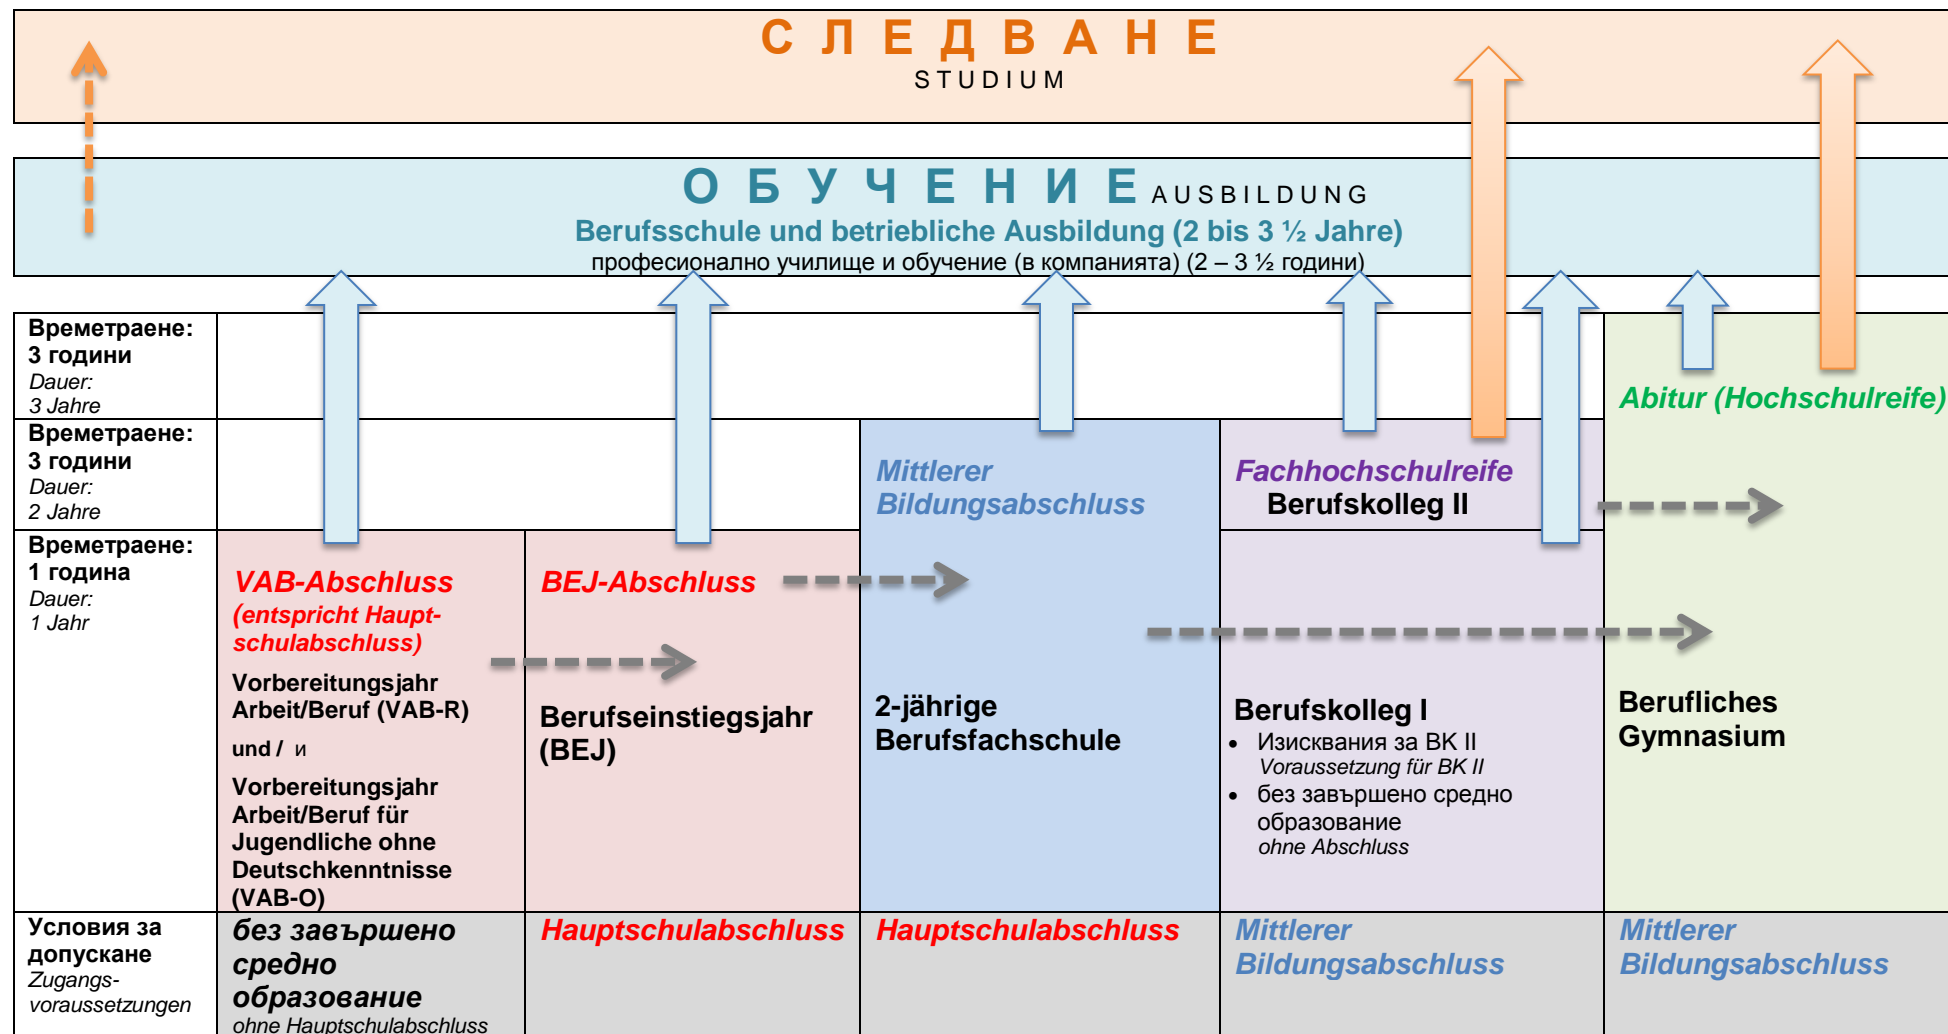 СЛЕДВАНЕ
STUDIUM
ОБУЧЕНИЕ AUSBILDUNG
Berufsschule und betriebliche Ausbildung (2 bis 3 ½ Jahre)
професионално училище и обучение (в компанията) (2 – 3 ½ години)
Времетраене:
3 години
Dauer:
3 Jahre
Abitur (Hochschulreife)
Времетраене:
3 години
Dauer:
2 Jahre
Mittlerer
Bildungsabschluss
Fachhochschulreife
Berufskolleg II
Времетраене:
1 година
Dauer:
1 Jahr
VAB-Abschluss
(entspricht Haupt-
schulabschluss)
Vorbereitungsjahr
Arbeit/Beruf (VAB-R)
und / и
Vorbereitungsjahr
Arbeit/Beruf für
Jugendliche ohne
Deutschkenntnisse
(VAB-O)
BEJ-Abschluss
Berufseinstiegsjahr
(BEJ)
2-jährige
Berufsfachschule
Berufskolleg I
• Изисквания за BK II
Voraussetzung für BK II
• без завършено средно
образование
ohne Abschluss
Berufliches
Gymnasium
Условия за
допускане
Zugangs-
voraussetzungen
без завършено
средно
образование
ohne Hauptschulabschluss
Hauptschulabschluss
Hauptschulabschluss
Mittlerer
Bildungsabschluss
Mittlerer
Bildungsabschluss